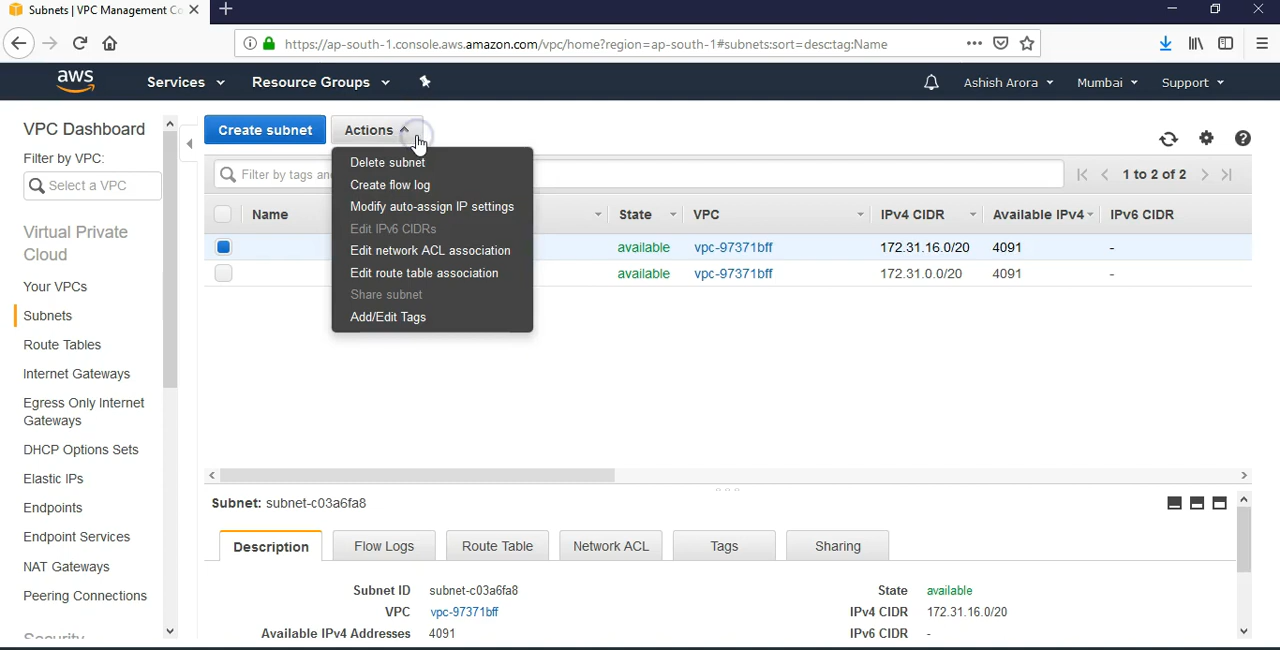 Subnets | VPC Management Co
https://ap-south-1.console.aws.amazon.com/vpc/home?region=ap-south-1#subnets:sort=desc:tag:Name
aws Services Resource Groups Ashish Arora Mumbai Support
VPC Dashboard
Filter by VPC:
Select a VPC
Virtual Private
Cloud
Your VPCs
Subnets
Route Tables
Internet Gateways
Egress Only Internet
Gateways
DHCP Options Sets
Elastic IPs
Endpoints
Endpoint Services
NAT Gateways
Peering Connections
Security
Create subnet Actions
Delete subnet
Create flow log
Modify auto-assign IP settings
Edit IPv6 CIDRs
Edit network ACL association
Edit route table association
Share subnet
Add/Edit Tags
Filter by tags an
1 to 2 of 2
Name State VPC IPv4 CIDR Available IPv4 IPv6 CIDR
available vpc-97371bff 172.31.16.0/20 4091 -
available vpc-97371bff 172.31.0.0/20 4091 -
Subnet: subnet-c03a6fa8
Description Flow Logs Route Table Network ACL Tags Sharing
Subnet ID subnet-c03a6fa8 State available
VPC vpc-97371bff IPv4 CIDR 172.31.16.0/20
Available IPv4 Addresses 4091 IPv6 CIDR -